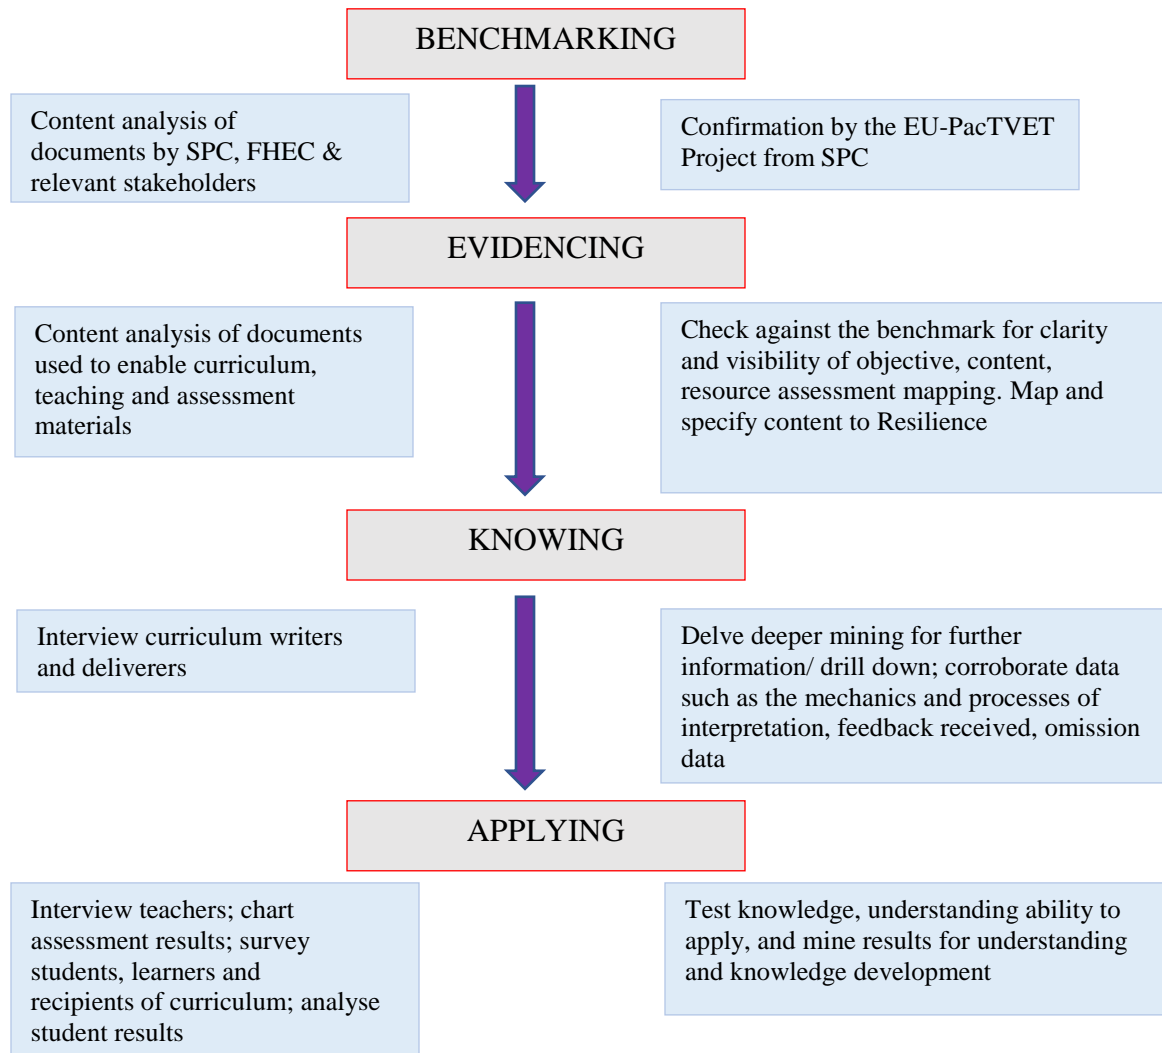 BENCHMARKING
Content analysis of
documents by SPC, FHEC &
relevant stakeholders
Confirmation by the EU-PacTVET
Project from SPC
EVIDENCING
Content analysis of documents
used to enable curriculum,
teaching and assessment
materials
Check against the benchmark for clarity
and visibility of objective, content,
resource assessment mapping. Map and
specify content to Resilience
KNOWING
Interview curriculum writers
and deliverers
Delve deeper mining for further
information/ drill down; corroborate data
such as the mechanics and processes of
interpretation, feedback received, omission
data
APPLYING
Interview teachers; chart
assessment results; survey
students, learners and
recipients of curriculum; analyse
student results
Test knowledge, understanding ability to
apply, and mine results for understanding
and knowledge development